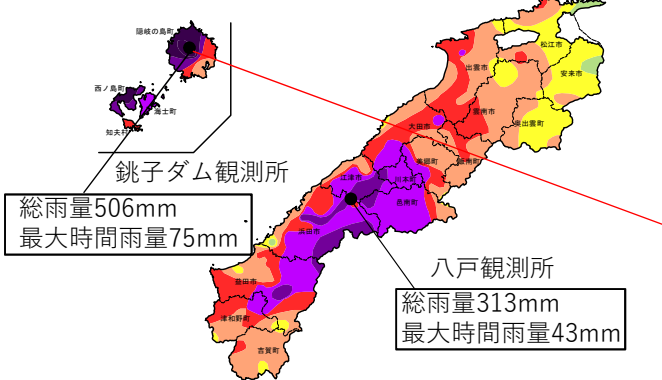 隠岐の島町
西ノ島町
海士町
知夫村
松江市
出雲市
安来市
雲南市
奥出雲町
大田市
美郷町
飯南町
江津市
川本町
邑南町
浜田市
益田市
津和野町
吉賀町
銚子ダム観測所
総雨量506mm
最大時間雨量75mm
八戸観測所
総雨量313mm
最大時間雨量43mm